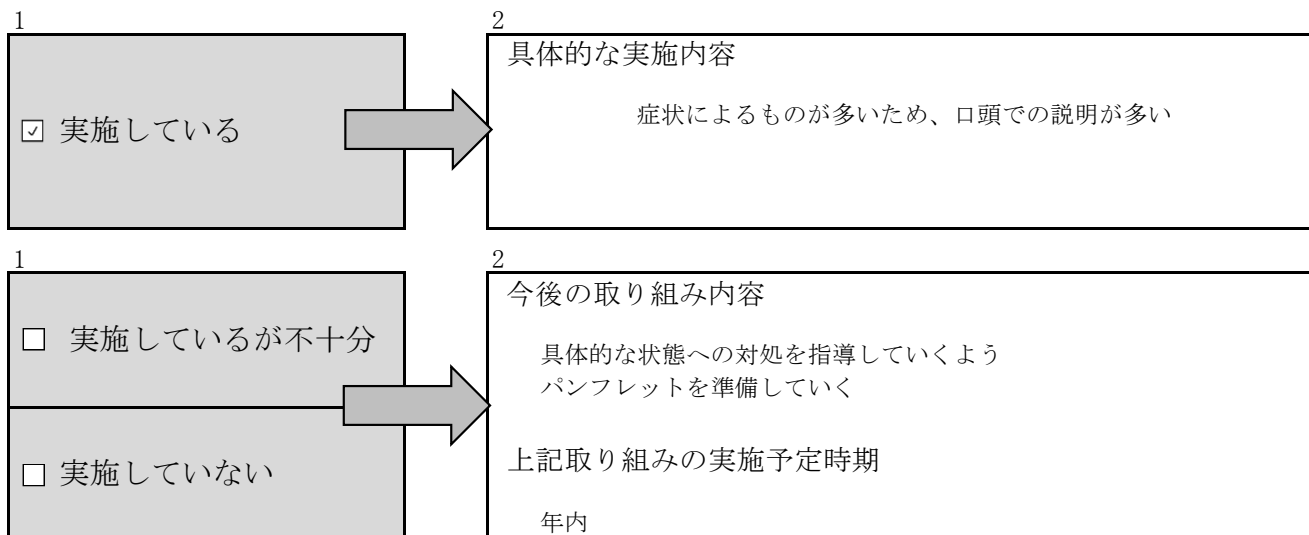 1
2
☑ 実施している
具体的な実施内容
症状によるものが多いため、口頭での説明が多い
1
2
☐ 実施しているが不十分
☐ 実施していない
今後の取り組み内容
具体的な状態への対処を指導していくよう
パンフレットを準備していく
上記取り組みの実施予定時期
年内